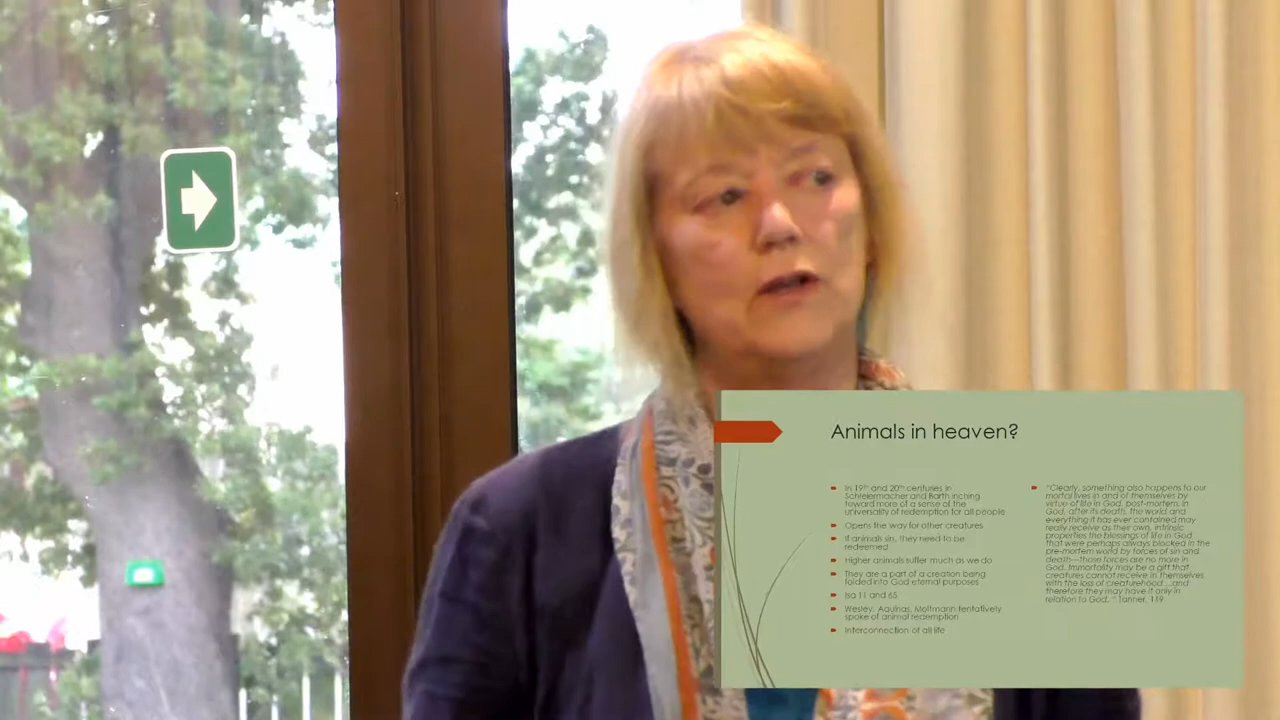 Animals in heaven?
In 19th and 20th centuries in
Schleiermacher and Barth inching
toward more of a sense of the
universality of redemption for all people
Opens the way for other creatures
If animals sin, they need to be
redeemed
Higher animals suffer much as we do
They are a part of a creation being
folded into God eternal purposes
Isa 11 and 65
Wesley, Aquinas, Moltmann tentatively
spoke of animal redemption
Interconnection of all life
"Clearly, something also happens to our
mortal lives in and of themselves by
virtue of life in God, post-mortem. In
God, after its death, the world and
everything it has ever contained may
really receive as their own, intrinsic
properties the blessings of life in God
that were perhaps always blocked in the
pre-mortem world by forces of sin and
death—Those forces are no more in
God. Immortality may be a gift that
creatures cannot receive in themselves
with the loss of creaturehood ...and
therefore they may have it only in
relation to God. " Tanner, 119